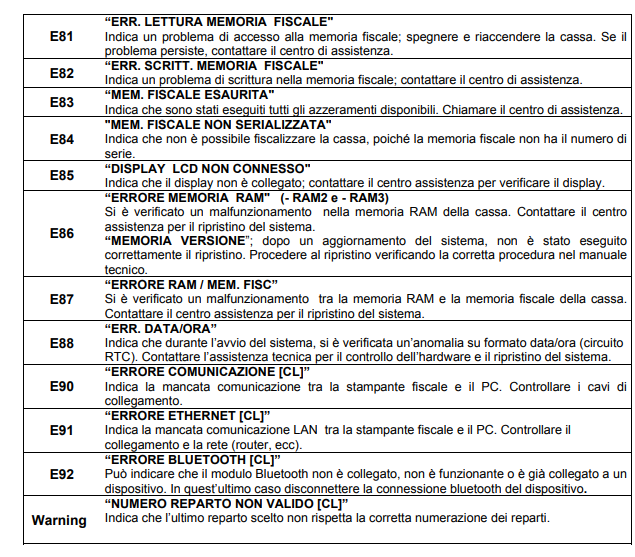 “ERR. LETTURA MEMORIA FISCALE"
E81
Indica un problema di accesso alla memoria fiscale; spegnere e riaccendere la cassa. Se il
problema persiste, contattare il centro di assistenza.
“ERR. SCRITT. MEMORIA FISCALE"
E82
Indica un problema di scrittura nella memoria fiscale; contattare il centro di assistenza.
“MEM. FISCALE ESAURITA"
E83
Indica che sono stati eseguiti tutti gli azzeramenti disponibili. Chiamare il centro di assistenza.
"MEM. FISCALE NON SERIALIZZATA"
E84
Indica che non è possibile fiscalizzare la cassa, poiché la memoria fiscale non ha il numero di
serie.
“DISPLAY LCD NON CONNESSO"
E85
Indica che il display non è collegato; contattare il centro assistenza per verificare il display.
“ERRORE MEMORIA RAM" (- RAM2 e - RAM3)
Si è verificato un malfunzionamento nella memoria RAM della cassa. Contattare il centro
assistenza per il ripristino del sistema.
E86
“MEMORIA VERSIONE”; dopo un aggiornamento del sistema, non è stato eseguito
correttamente il ripristino. Procedere al ripristino verificando la corretta procedura nel manuale
tecnico.
“ERRORE RAM / MEM. FISC”
E87
Si è verificato un malfunzionamento tra la memoria RAM e la memoria fiscale della cassa.
Contattare il centro assistenza per il ripristino del sistema.
“ERR. DATA/ORA”
E88
Indica che durante l’avvio del sistema, si è verificata un’anomalia su formato data/ora (circuito
RTC). Contattare l’assistenza tecnica per il controllo dell’hardware e il ripristino del sistema.
“ERRORE COMUNICAZIONE [CL]”
E90
Indica la mancata comunicazione tra la stampante fiscale e il PC. Controllare i cavi di
collegamento.
“ERRORE ETHERNET [CL]”
E91
Indica la mancata comunicazione LAN tra la stampante fiscale e il PC. Controllare il
collegamento e la rete (router, ecc).
“ERRORE BLUETOOTH [CL]”
E92
Può indicare che il modulo Bluetooth non è collegato, non è funzionante o è già collegato a un
dispositivo. In quest’ultimo caso disconnettere la connessione bluetooth del dispositivo.
“NUMERO REPARTO NON VALIDO [CL]”
Warning
Indica che l’ultimo reparto scelto non rispetta la corretta numerazione dei reparti.